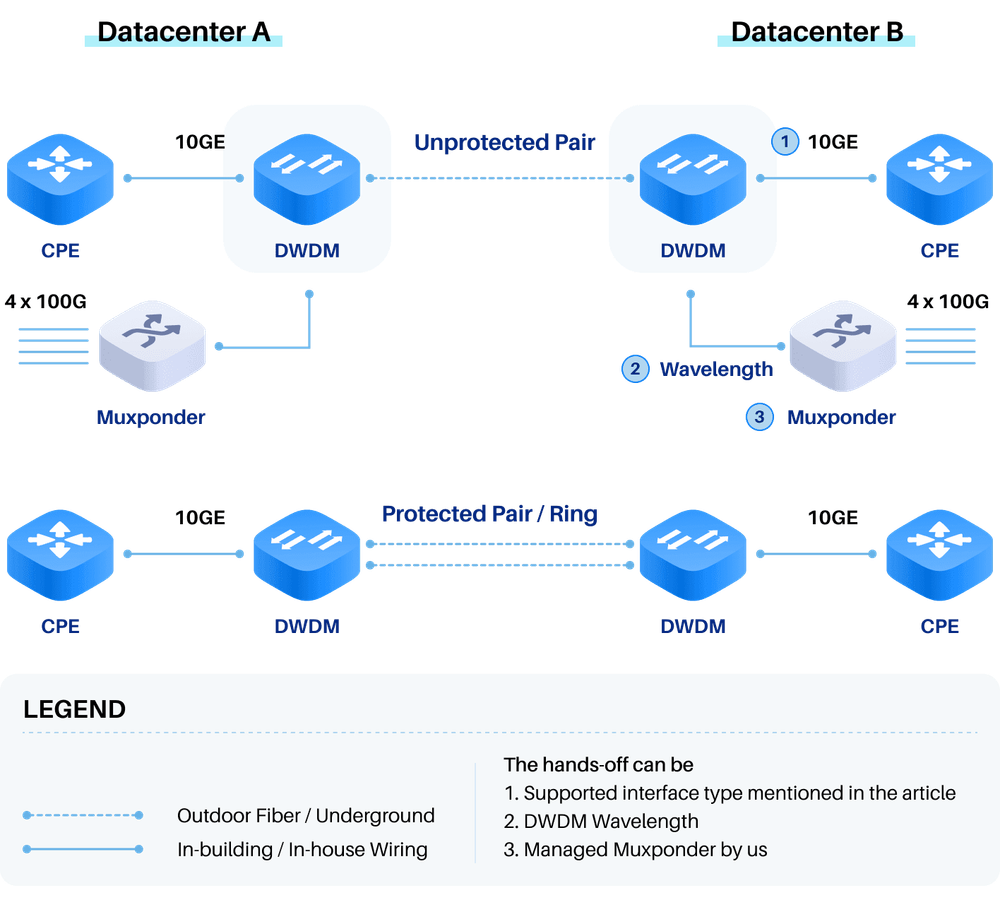 Datacenter A
Datacenter B
10GE
Unprotected Pair
1
10GE
CPE
DWDM
DWDM
CPE
4 x 100G
4 x 100G
2
Wavelength
Muxponder
3
Muxponder
10GE
Protected Pair / Ring
10GE
CPE
DWDM
DWDM
CPE
LEGEND
Outdoor Fiber / Underground
In-building / In-house Wiring
The hands-off can be
1. Supported interface type mentioned in the article
2. DWDM Wavelength
3. Managed Muxponder by us